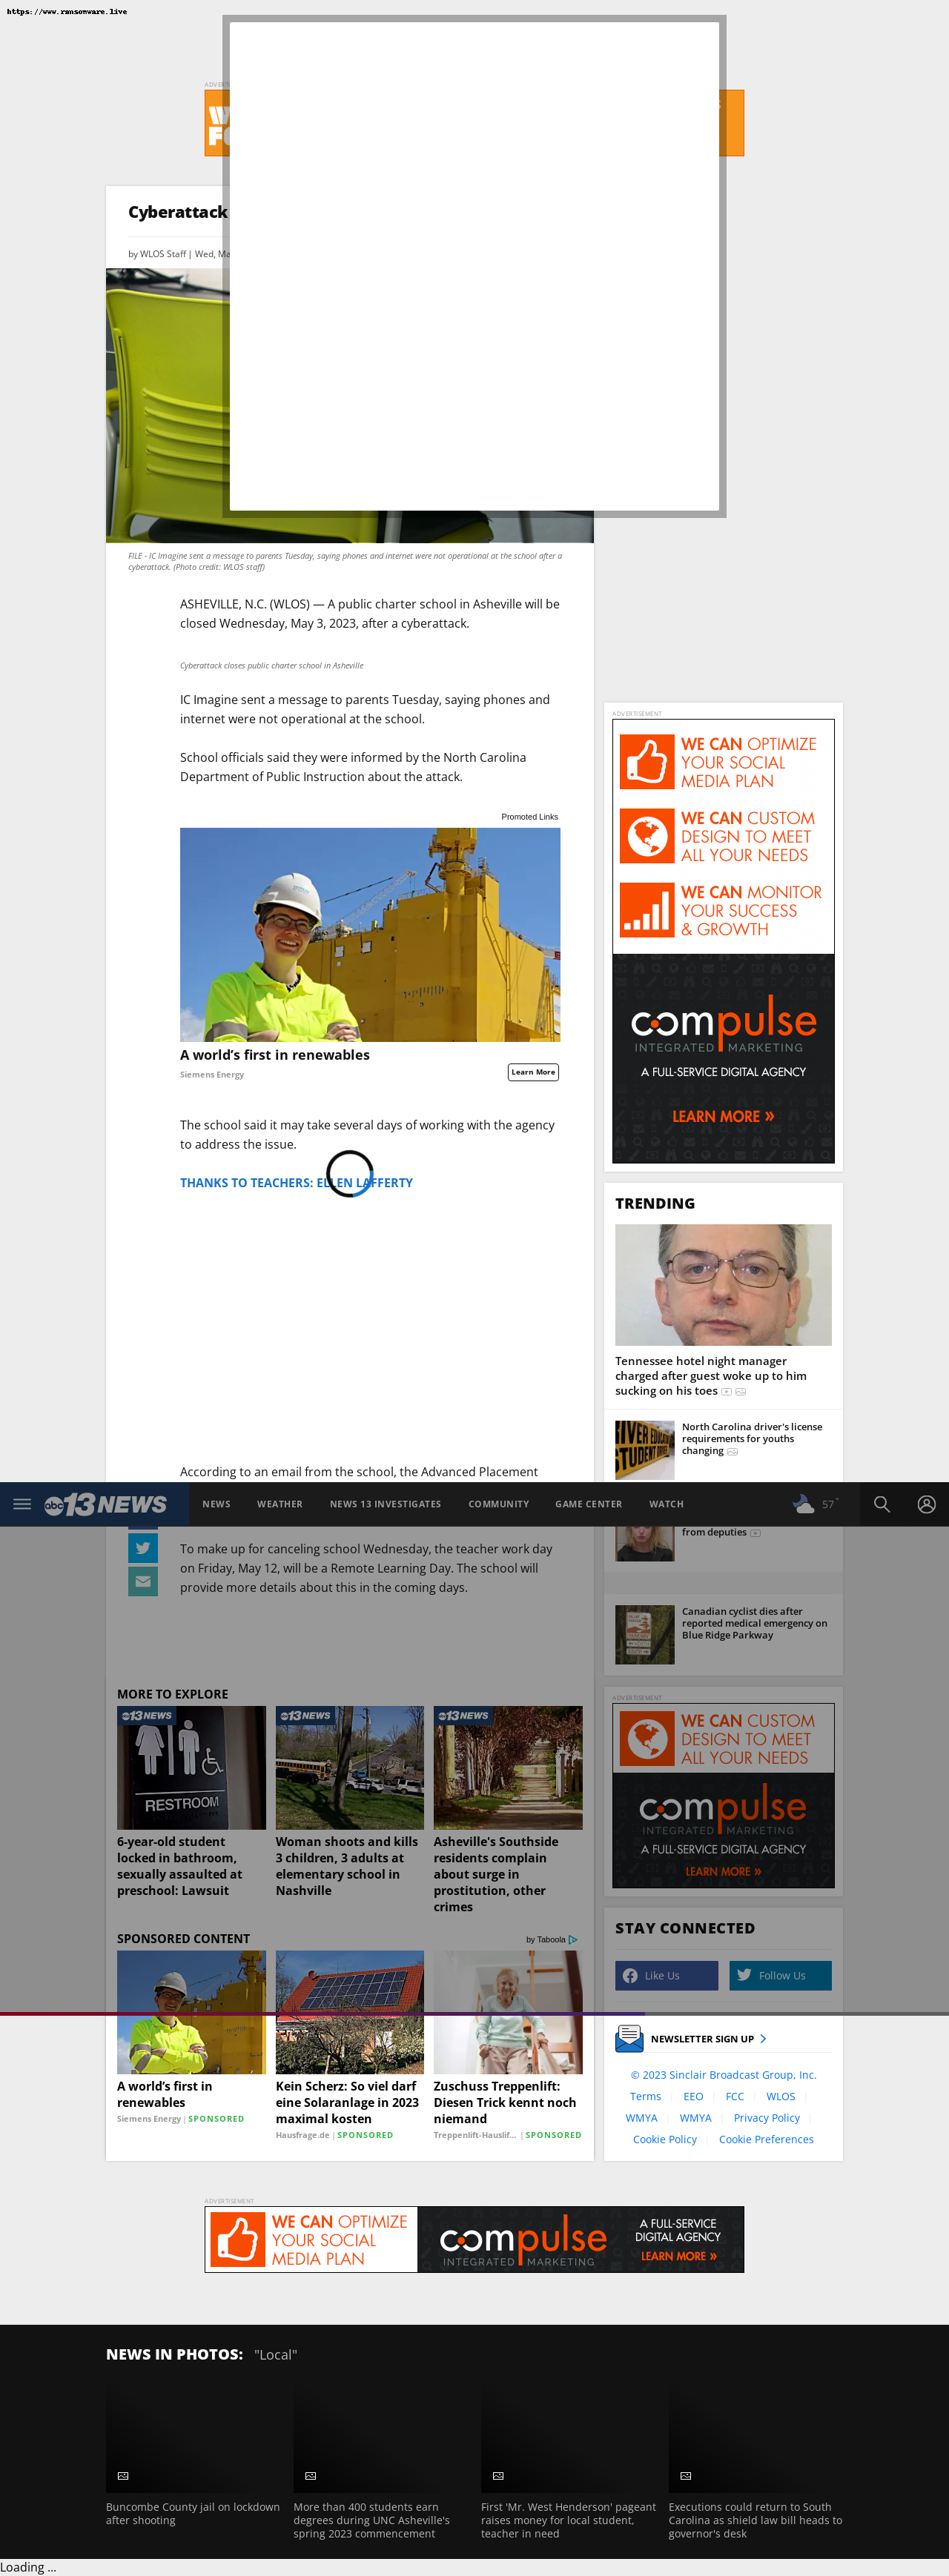 https://www.ransomware.live
Cyberattack
by WLOS Staff | Wed,
FILE - IC Imagine sent a message to parents Tuesday, saying phones and internet were not operational at the school after a
cyberattack. (Photo credit: WLOS staff)
ASHEVILLE, N.C. (WLOS) — A public charter school in Asheville will be
closed Wednesday, May 3, 2023, after a cyberattack.
Cyberattack closes public charter school in Asheville
IC Imagine sent a message to parents Tuesday, saying phones and
internet were not operational at the school.
School officials said they were informed by the North Carolina
Department of Public Instruction about the attack.
Promoted Links
A world’s first in renewables
Siemens Energy
Learn More
The school said it may take several days of working with the agency
to address the issue.
THANKS TO TEACHERS: ELLEN LAFFERTY
According to an email from the school, the Advanced Placement
ADVERTISEMENT
WE CAN OPTIMIZE
YOUR SOCIAL
MEDIA PLAN
WE CAN CUSTOM
DESIGN TO MEET
ALL YOUR NEEDS
WE CAN MONITOR
YOUR SUCCESS
& GROWTH
compulse
INTEGRATED MARKETING
A FULL-SERVICE DIGITAL AGENCY
LEARN MORE »
TRENDING
Tennessee hotel night manager
charged after guest woke up to him
sucking on his toes
North Carolina driver's license
requirements for youths
changing
abc 13 NEWS
NEWS
WEATHER
NEWS 13 INVESTIGATES
COMMUNITY
GAME CENTER
WATCH
57°
from deputies
To make up for canceling school Wednesday, the teacher work day
on Friday, May 12, will be a Remote Learning Day. The school will
provide more details about this in the coming days.
Canadian cyclist dies after
reported medical emergency on
Blue Ridge Parkway
MORE TO EXPLORE
abc 13 NEWS
RESTROOM
6-year-old student
locked in bathroom,
sexually assaulted at
preschool: Lawsuit
abc 13 NEWS
Woman shoots and kills
3 children, 3 adults at
elementary school in
Nashville
abc 13 NEWS
Asheville's Southside
residents complain
about surge in
prostitution, other
crimes
ADVERTISEMENT
WE CAN CUSTOM
DESIGN TO MEET
ALL YOUR NEEDS
compulse
INTEGRATED MARKETING
A FULL-SERVICE DIGITAL AGENCY
LEARN MORE »
SPONSORED CONTENT
by Taboola
A world’s first in
renewables
Siemens Energy | SPONSORED
Kein Scherz: So viel darf
eine Solaranlage in 2023
maximal kosten
Hausfrage.de | SPONSORED
Zuschuss Treppenlift:
Diesen Trick kennt noch
niemand
Treppenlift-Hauslif... | SPONSORED
STAY CONNECTED
Like Us
Follow Us
NEWSLETTER SIGN UP
© 2023 Sinclair Broadcast Group, Inc.
Terms
EEO
FCC
WLOS
WMYA
WMYA
Privacy Policy
Cookie Policy
Cookie Preferences
ADVERTISEMENT
WE CAN OPTIMIZE
YOUR SOCIAL
MEDIA PLAN
compulse
INTEGRATED MARKETING
A FULL-SERVICE
DIGITAL AGENCY
LEARN MORE »
NEWS IN PHOTOS: "Local"
Buncombe County jail on lockdown
after shooting
More than 400 students earn
degrees during UNC Asheville's
spring 2023 commencement
First 'Mr. West Henderson' pageant
raises money for local student,
teacher in need
Executions could return to South
Carolina as shield law bill heads to
governor's desk
Loading ...